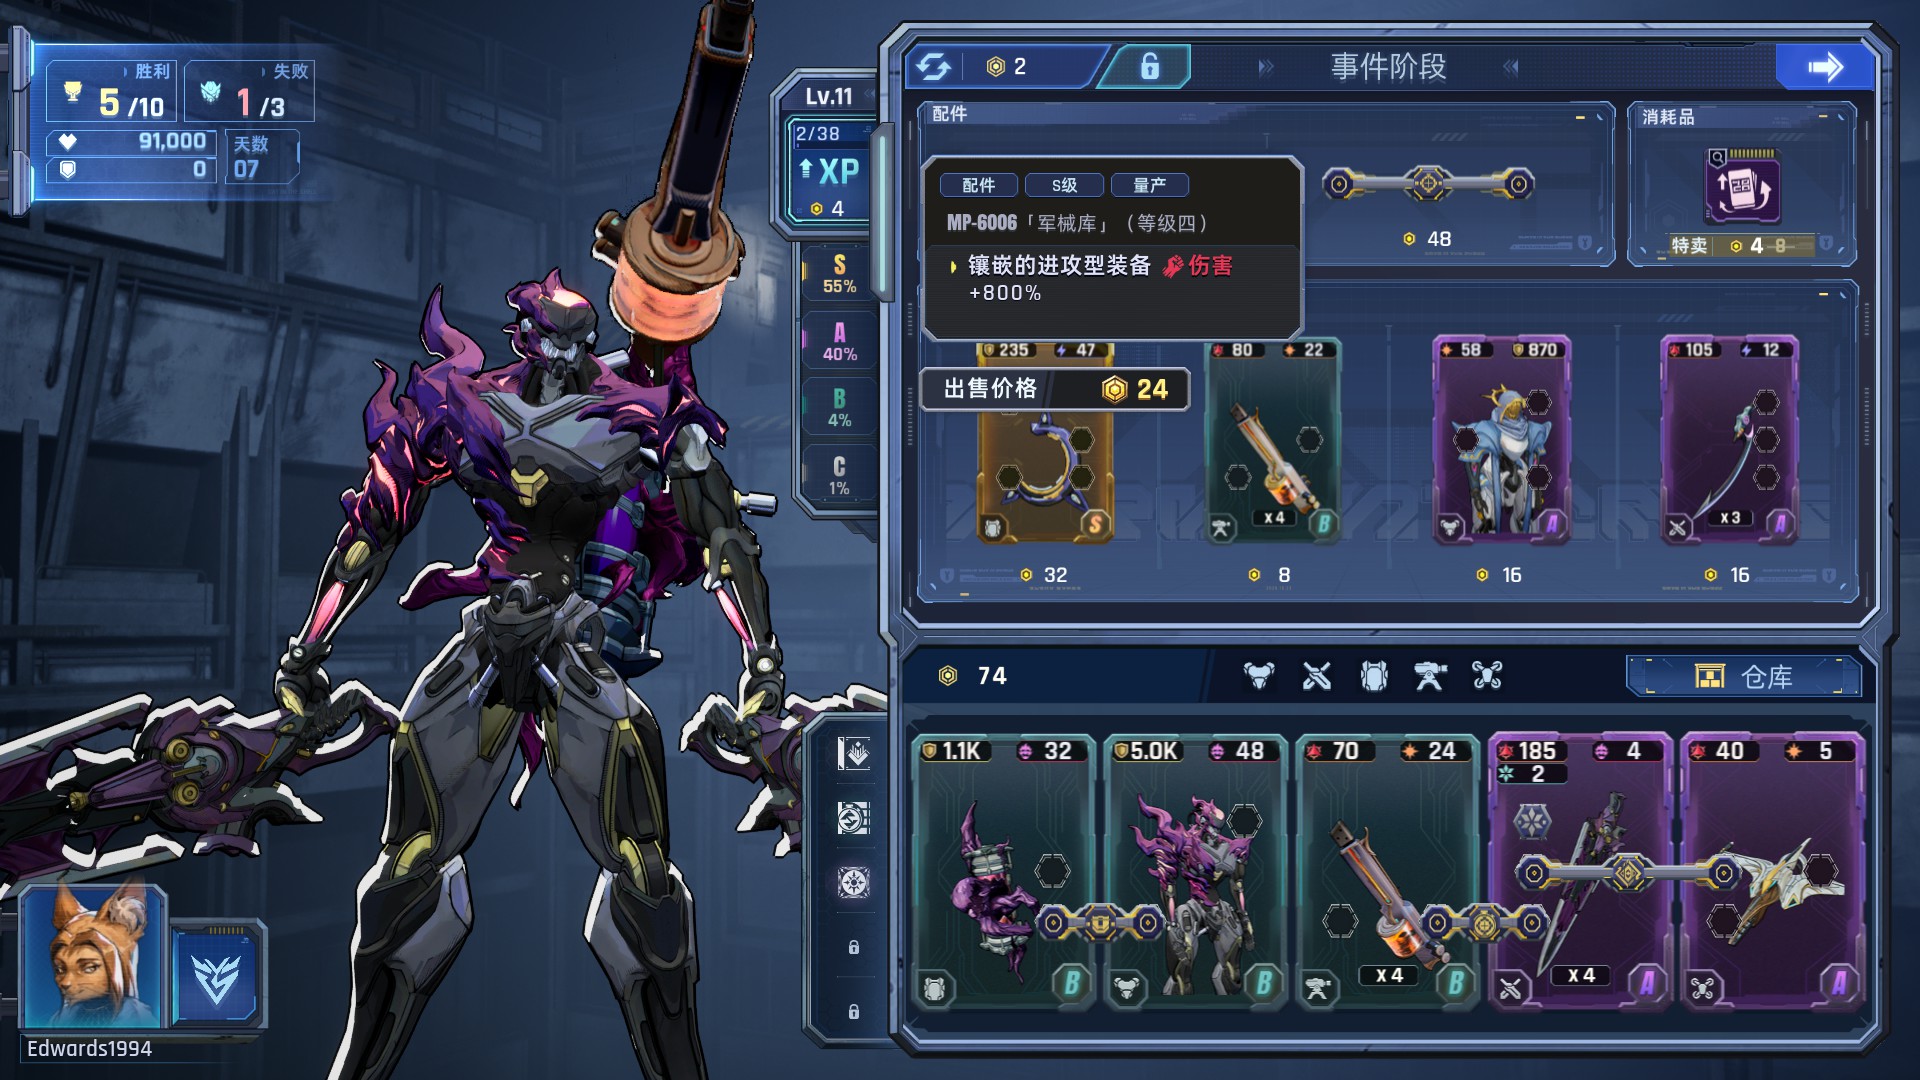 胜利
5 /10
失败
1 /3
91,000
0
天数
07
Lv.11
2/38
XP
4
S
55%
A
40%
B
4%
C
1%
2
事件阶段
配件
配件
S级
量产
MP-6006「军械库」（等级四）
镶嵌的进攻型装备 伤害
+800%
48
消耗品
特卖
4 8
出售价格
24
235
47
S
32
80
22
x4
B
8
58
870
A
16
105
12
x3
A
16
74
仓库
1.1K
32
B
5.0K
48
B
70
24
x4
B
185
4
2
x4
A
40
5
A
Edwards1994